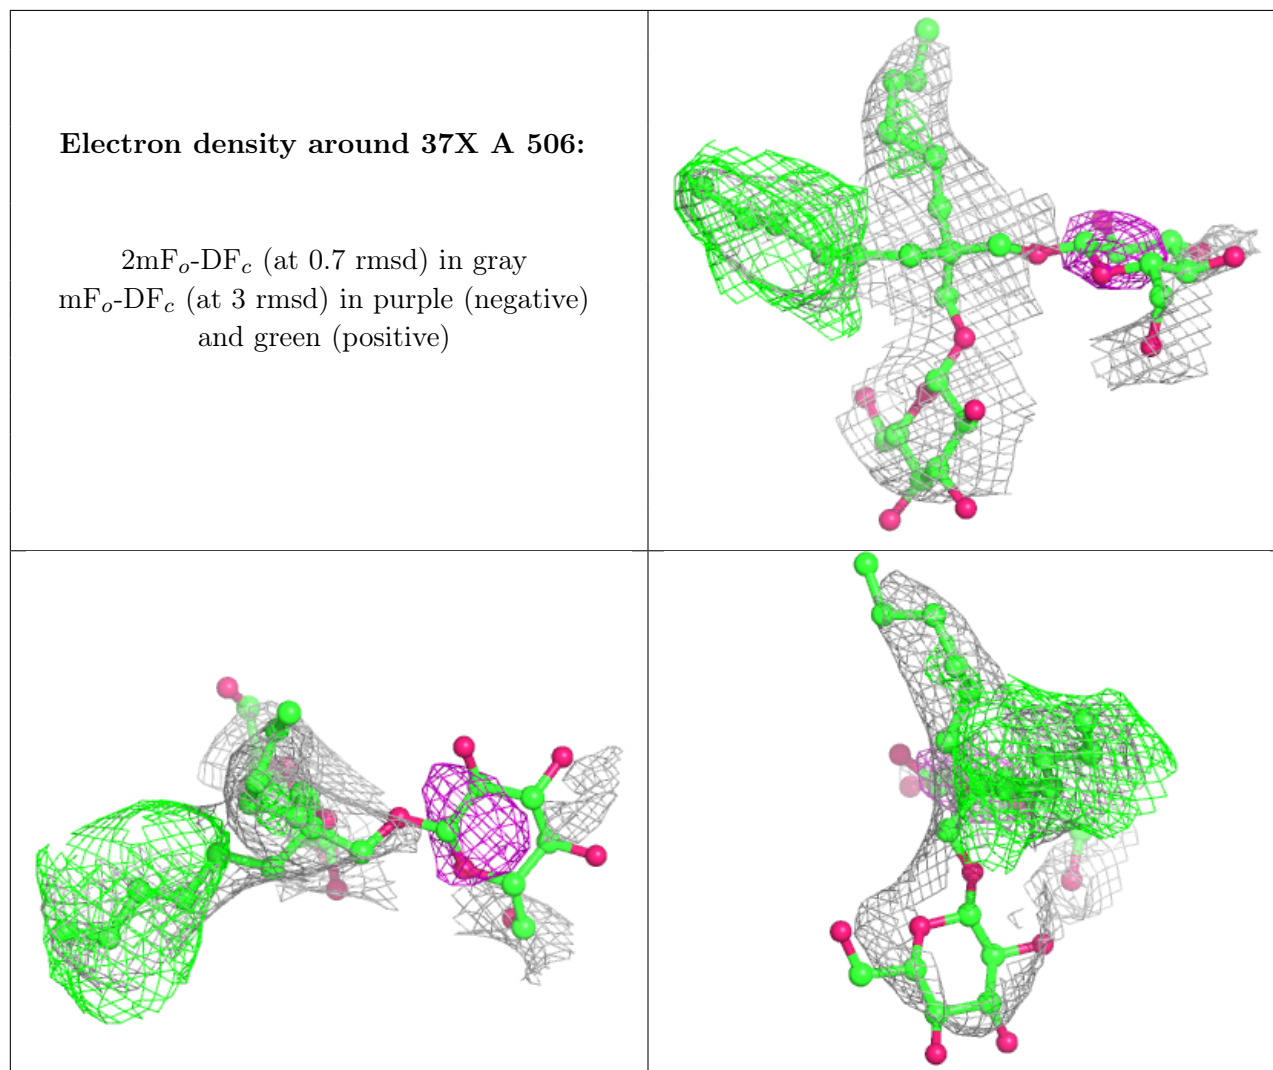 Electron density around 37X A 506:
2mFₒ-DF𝒸 (at 0.7 rmsd) in gray
mFₒ-DF𝒸 (at 3 rmsd) in purple (negative)
and green (positive)